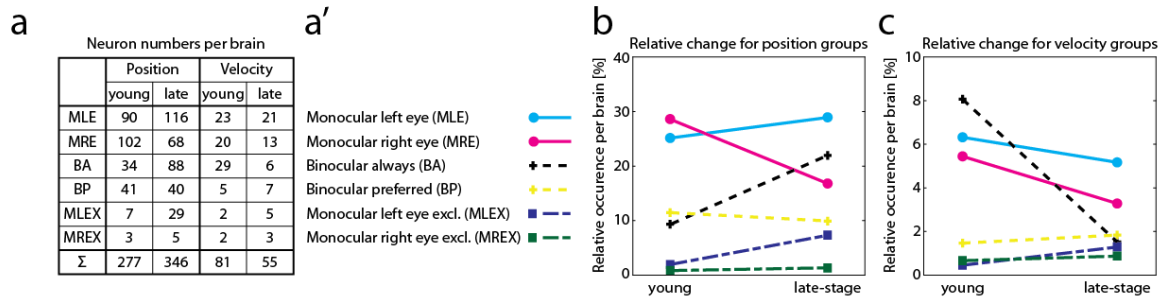 a
Neuron numbers per brain
Position Velocity
young late young late
MLE 90 116 23 21
MRE 102 68 20 13
BA 34 88 29 6
BP 41 40 5 7
MLEX 7 29 2 5
MREX 3 5 2 3
Σ 277 346 81 55
a′
Monocular left eye (MLE)
Monocular right eye (MRE)
Binocular always (BA)
Binocular preferred (BP)
Monocular left eye excl. (MLEX)
Monocular right eye excl. (MREX)
b
Relative change for position groups
Relative occurence per brain [%]
40
30
20
10
0
young late-stage
c
Relative change for velocity groups
Relative occurence per brain [%]
10
8
6
4
2
0
young late-stage